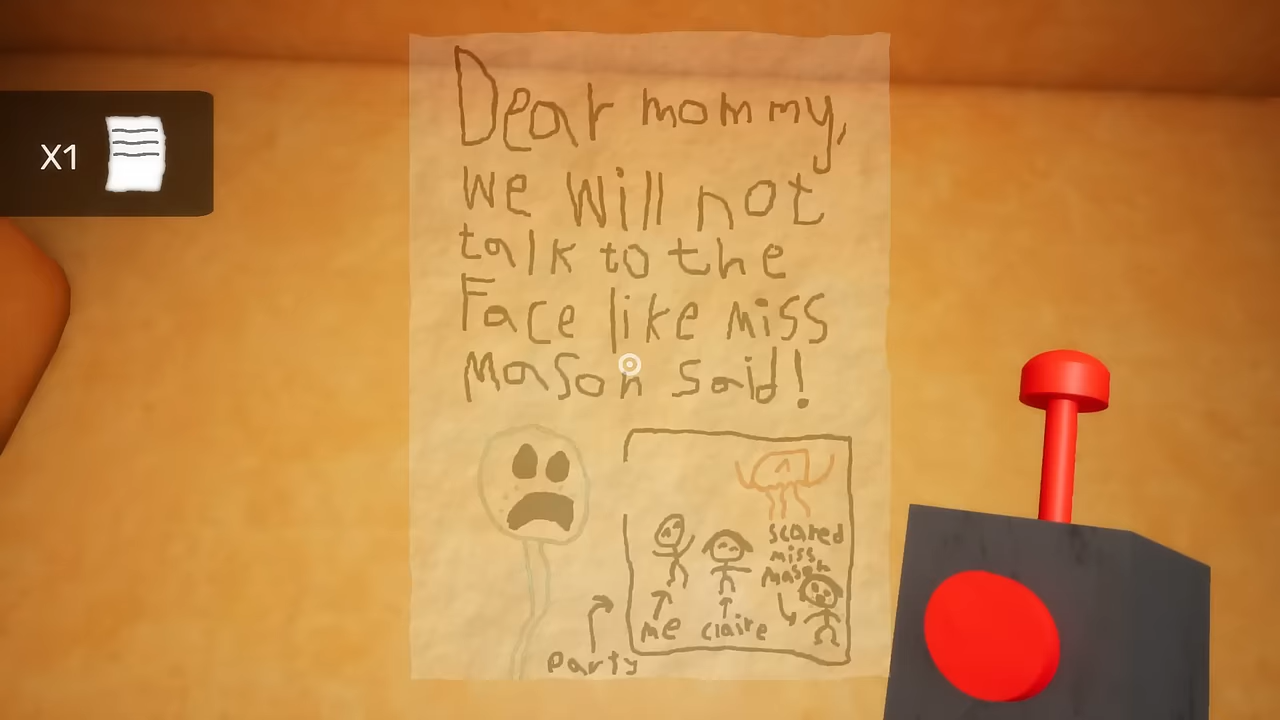 X1
Dear mommy,
we will not
talk to the
Face like miss
Mason said!
scared
miss
Mason
me claire
Party